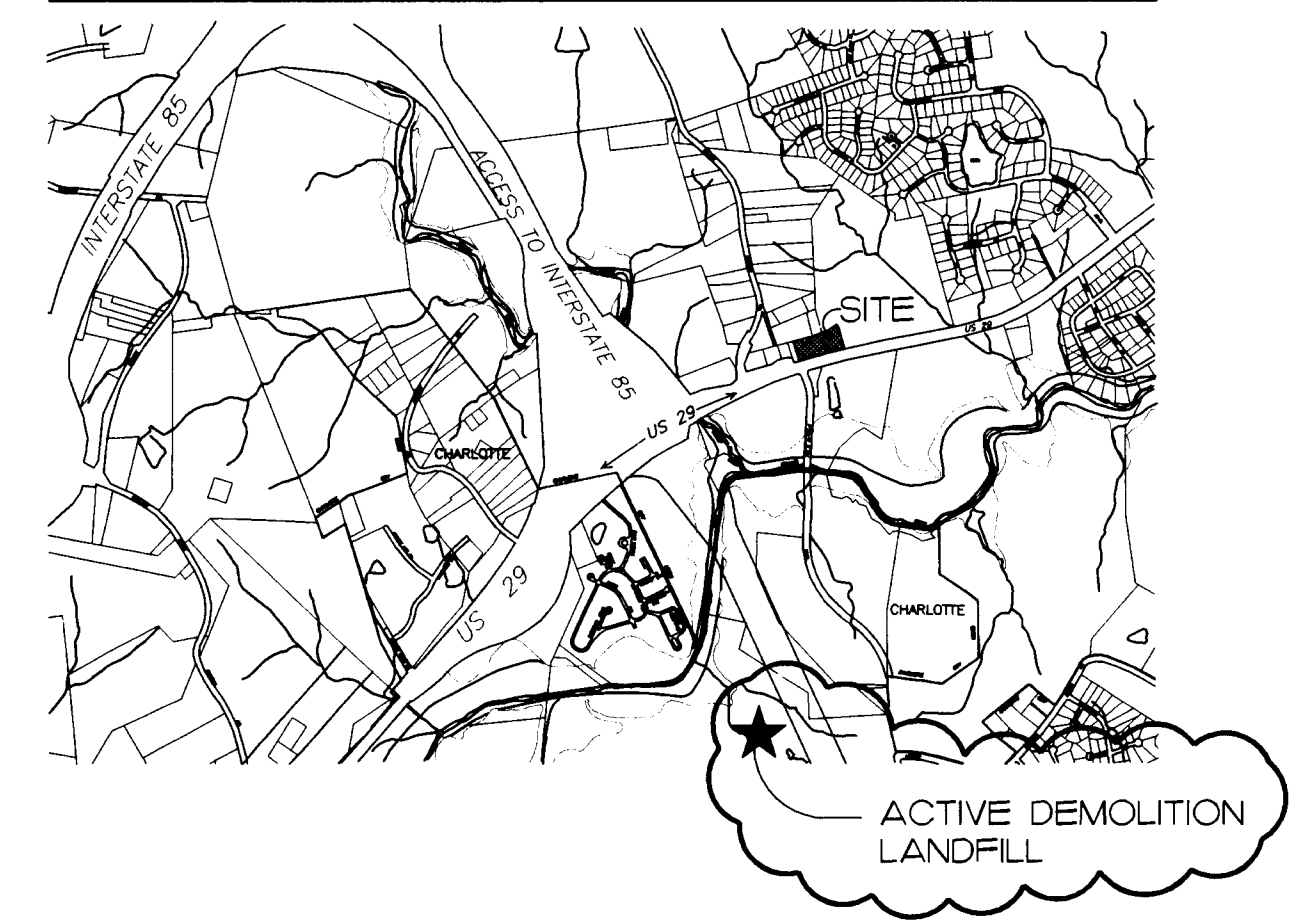 INTERSTATE 85
ACCESS TO INTERSTATE 85
SITE
US 29
US 29
CHARLOTTE
US 29
CHARLOTTE
ACTIVE DEMOLITION
LANDFILL